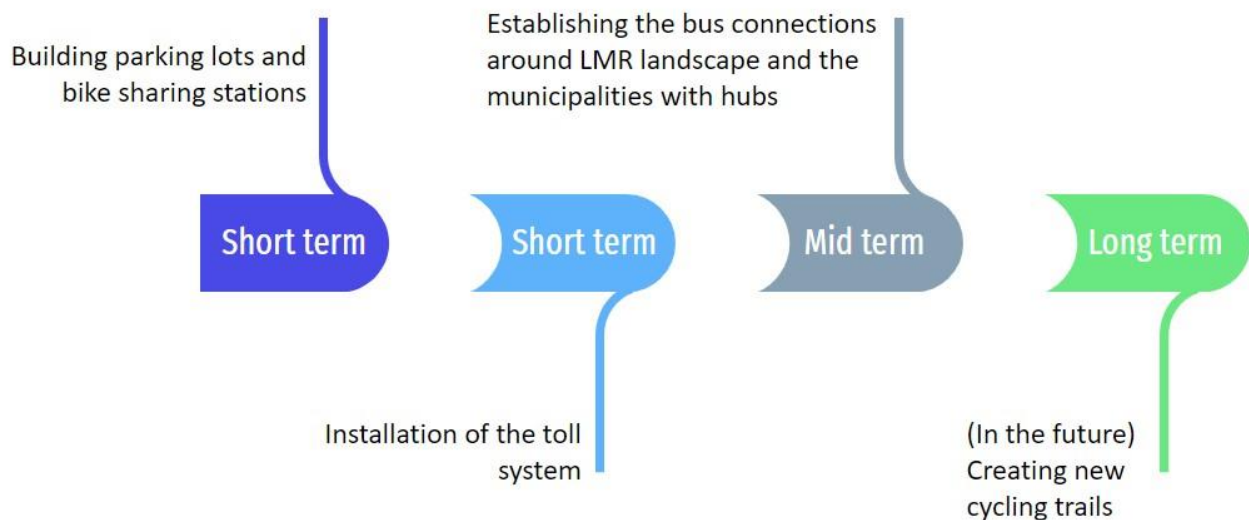 Building parking lots and
bike sharing stations
Establishing the bus connections
around LMR landscape and the
municipalities with hubs
Short term
Short term
Mid term
Long term
Installation of the toll
system
(In the future)
Creating new
cycling trails